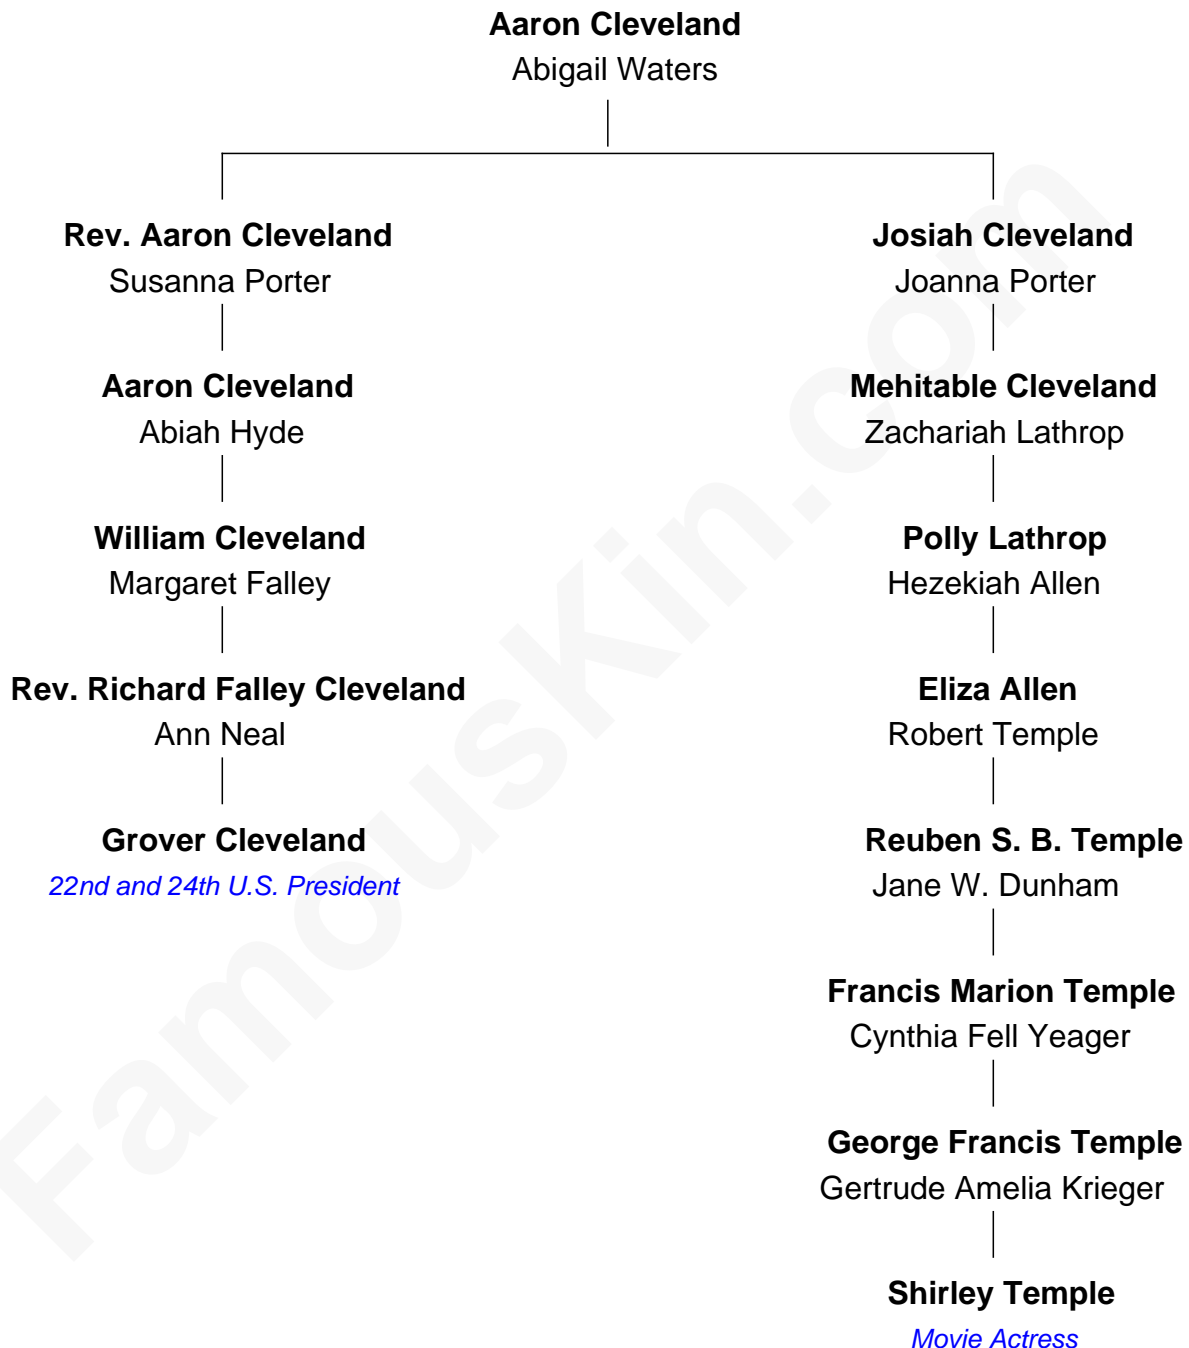 Aaron Cleveland
Abigail Waters
Rev. Aaron Cleveland
Susanna Porter
Aaron Cleveland
Abiah Hyde
William Cleveland
Margaret Falley
Rev. Richard Falley Cleveland
Ann Neal
Grover Cleveland
22nd and 24th U.S. President
Josiah Cleveland
Joanna Porter
Mehitable Cleveland
Zachariah Lathrop
Polly Lathrop
Hezekiah Allen
Eliza Allen
Robert Temple
Reuben S. B. Temple
Jane W. Dunham
Francis Marion Temple
Cynthia Fell Yeager
George Francis Temple
Gertrude Amelia Krieger
Shirley Temple
Movie Actress
FamousKin.com